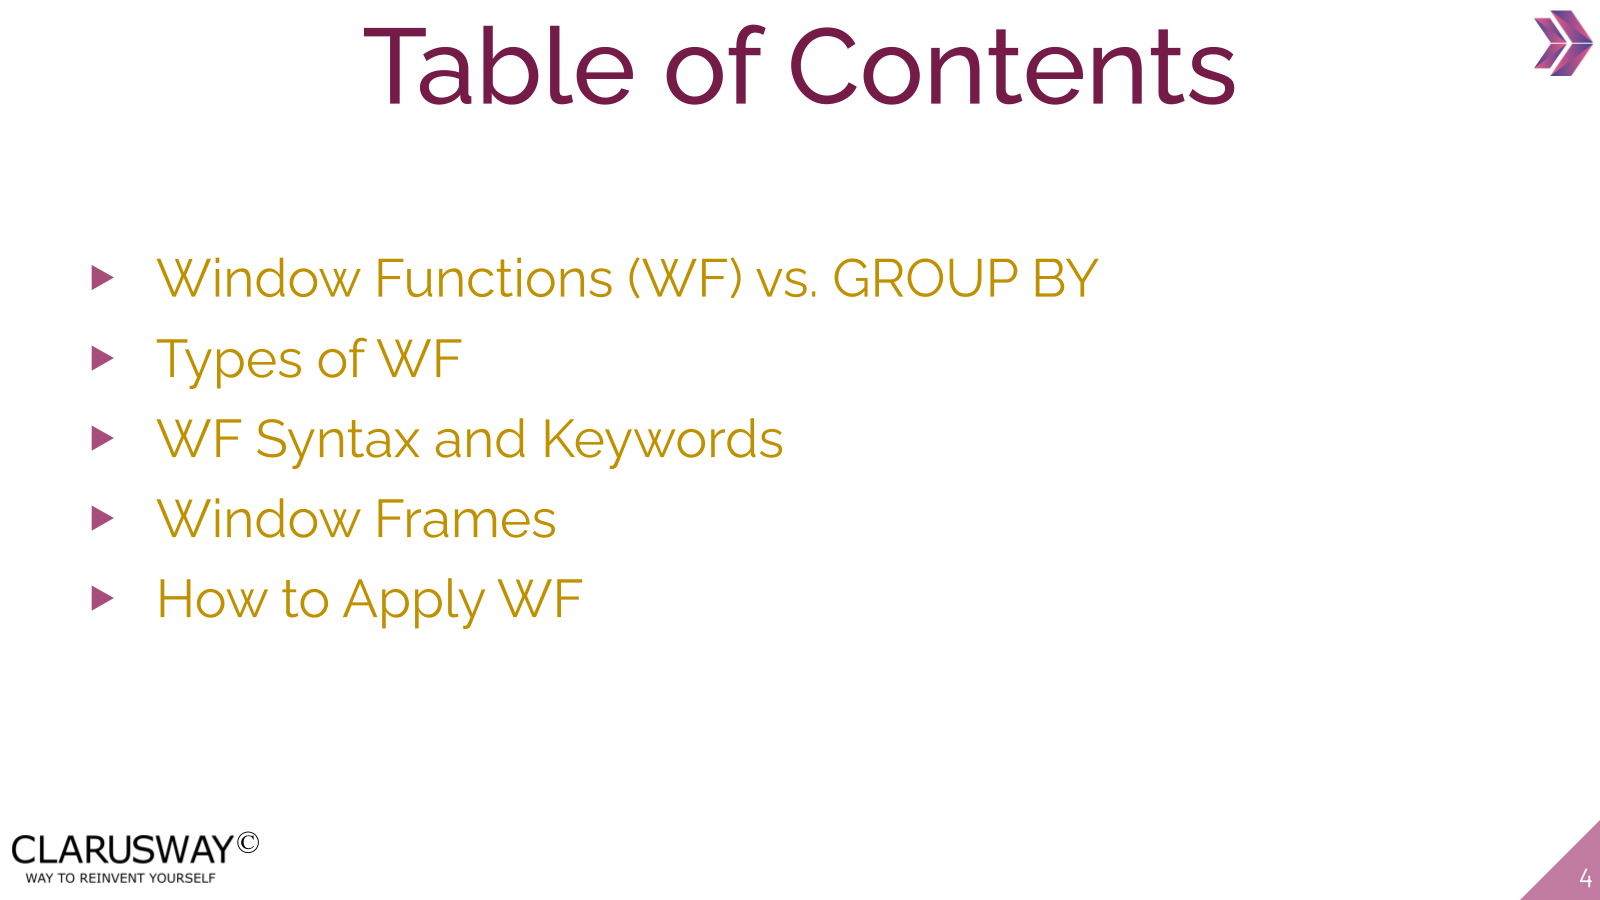 Table of Contents
Window Functions (WF) vs. GROUP BY
Types of WF
WF Syntax and Keywords
Window Frames
How to Apply WF
CLARUSWAY©
WAY TO REINVENT YOURSELF
4